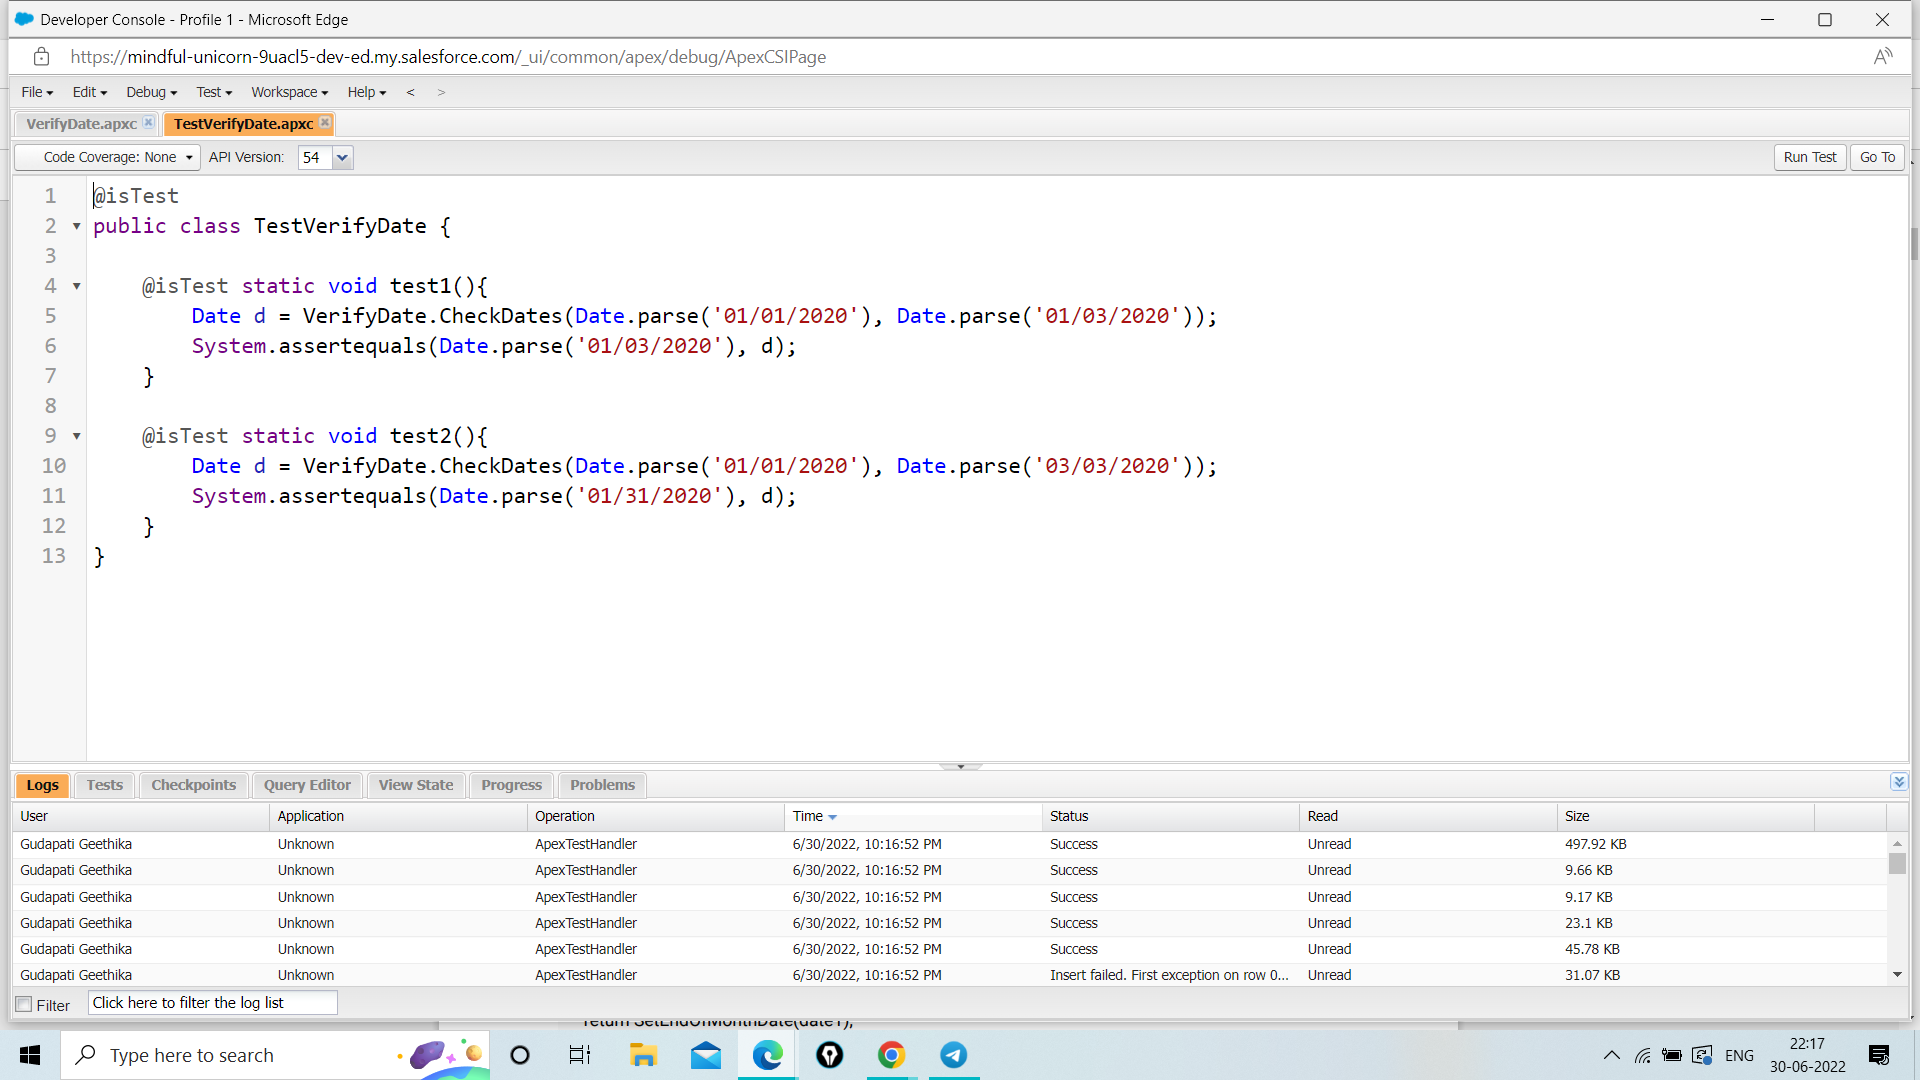 Developer Console - Profile 1 - Microsoft Edge
https://mindful-unicorn-9uacl5-dev-ed.my.salesforce.com/_ui/common/apex/debug/ApexCSIPage
File Edit Debug Test Workspace Help < >
VerifyDate.apxc TestVerifyDate.apxc
Code Coverage: None API Version: 54 Run Test Go To
1 @isTest
2 public class TestVerifyDate {
3
4 @isTest static void test1(){
5 Date d = VerifyDate.CheckDates(Date.parse('01/01/2020'), Date.parse('01/03/2020'));
6 System.assertequals(Date.parse('01/03/2020'), d);
7 }
8
9 @isTest static void test2(){
10 Date d = VerifyDate.CheckDates(Date.parse('01/01/2020'), Date.parse('03/03/2020'));
11 System.assertequals(Date.parse('01/31/2020'), d);
12 }
13 }
Logs Tests Checkpoints Query Editor View State Progress Problems
User Application Operation Time Status Read Size
Gudapati Geethika Unknown ApexTestHandler 6/30/2022, 10:16:52 PM Success Unread 497.92 KB
Gudapati Geethika Unknown ApexTestHandler 6/30/2022, 10:16:52 PM Success Unread 9.66 KB
Gudapati Geethika Unknown ApexTestHandler 6/30/2022, 10:16:52 PM Success Unread 9.17 KB
Gudapati Geethika Unknown ApexTestHandler 6/30/2022, 10:16:52 PM Success Unread 23.1 KB
Gudapati Geethika Unknown ApexTestHandler 6/30/2022, 10:16:52 PM Success Unread 45.78 KB
Gudapati Geethika Unknown ApexTestHandler 6/30/2022, 10:16:52 PM Insert failed. First exception on row 0... Unread 31.07 KB
Filter Click here to filter the log list
return SetEndOfMonthDate(date1);
Type here to search
ENG
22:17
30-06-2022